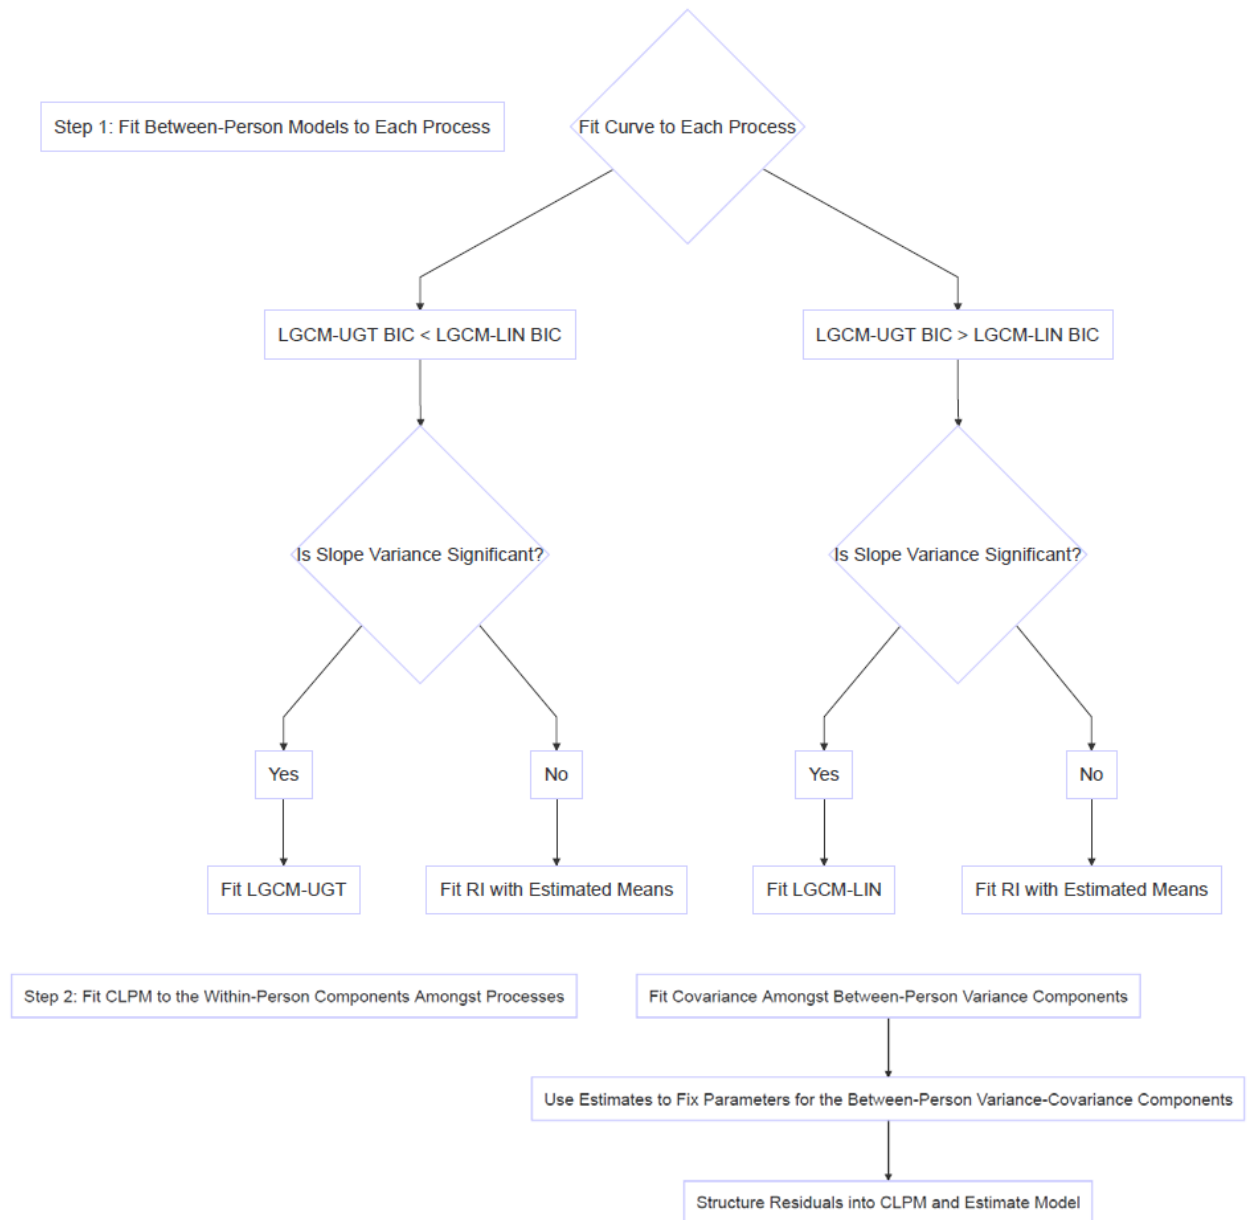 Step 1: Fit Between-Person Models to Each Process
Fit Curve to Each Process
LGCM-UGT BIC < LGCM-LIN BIC
LGCM-UGT BIC > LGCM-LIN BIC
Is Slope Variance Significant?
Is Slope Variance Significant?
Yes
No
Yes
No
Fit LGCM-UGT
Fit RI with Estimated Means
Fit LGCM-LIN
Fit RI with Estimated Means
Step 2: Fit CLPM to the Within-Person Components Amongst Processes
Fit Covariance Amongst Between-Person Variance Components
Use Estimates to Fix Parameters for the Between-Person Variance-Covariance Components
Structure Residuals into CLPM and Estimate Model